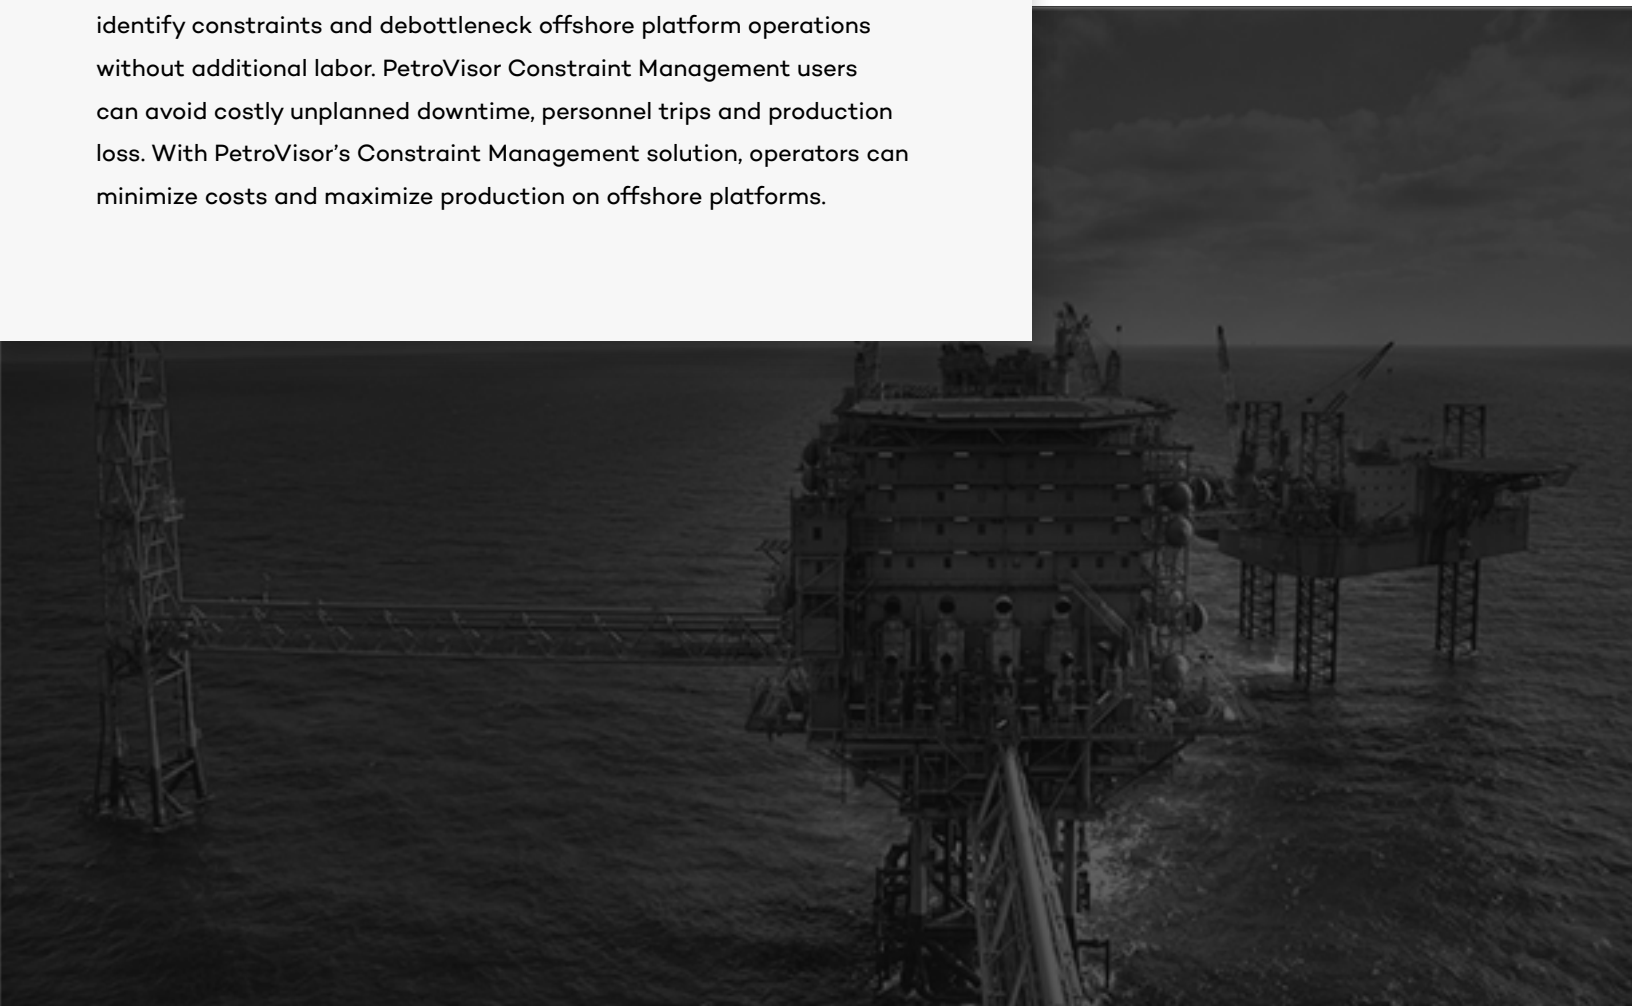 identify constraints and debottleneck offshore platform operations
without additional labor. PetroVisor Constraint Management users
can avoid costly unplanned downtime, personnel trips and production
loss. With PetroVisor’s Constraint Management solution, operators can
minimize costs and maximize production on offshore platforms.